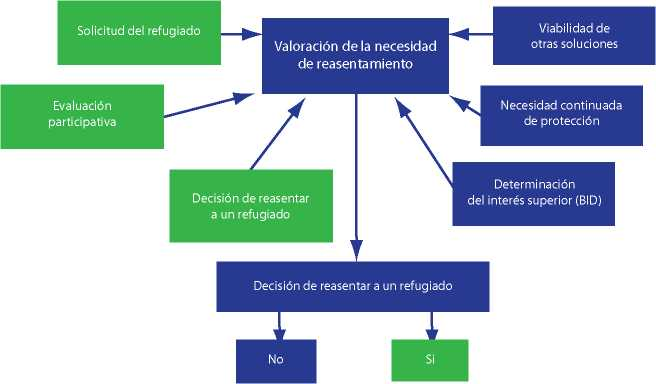 Solicitud del refugiado
Valoración de la necesidad
de reasentamiento
Viabilidad de
otras soluciones
Evaluación
participativa
Necesidad continuada
de protección
Decisión de reasentar
a un refugiado
Determinación
del interés superior (BID)
Decisión de reasentar a un refugiado
No
Si